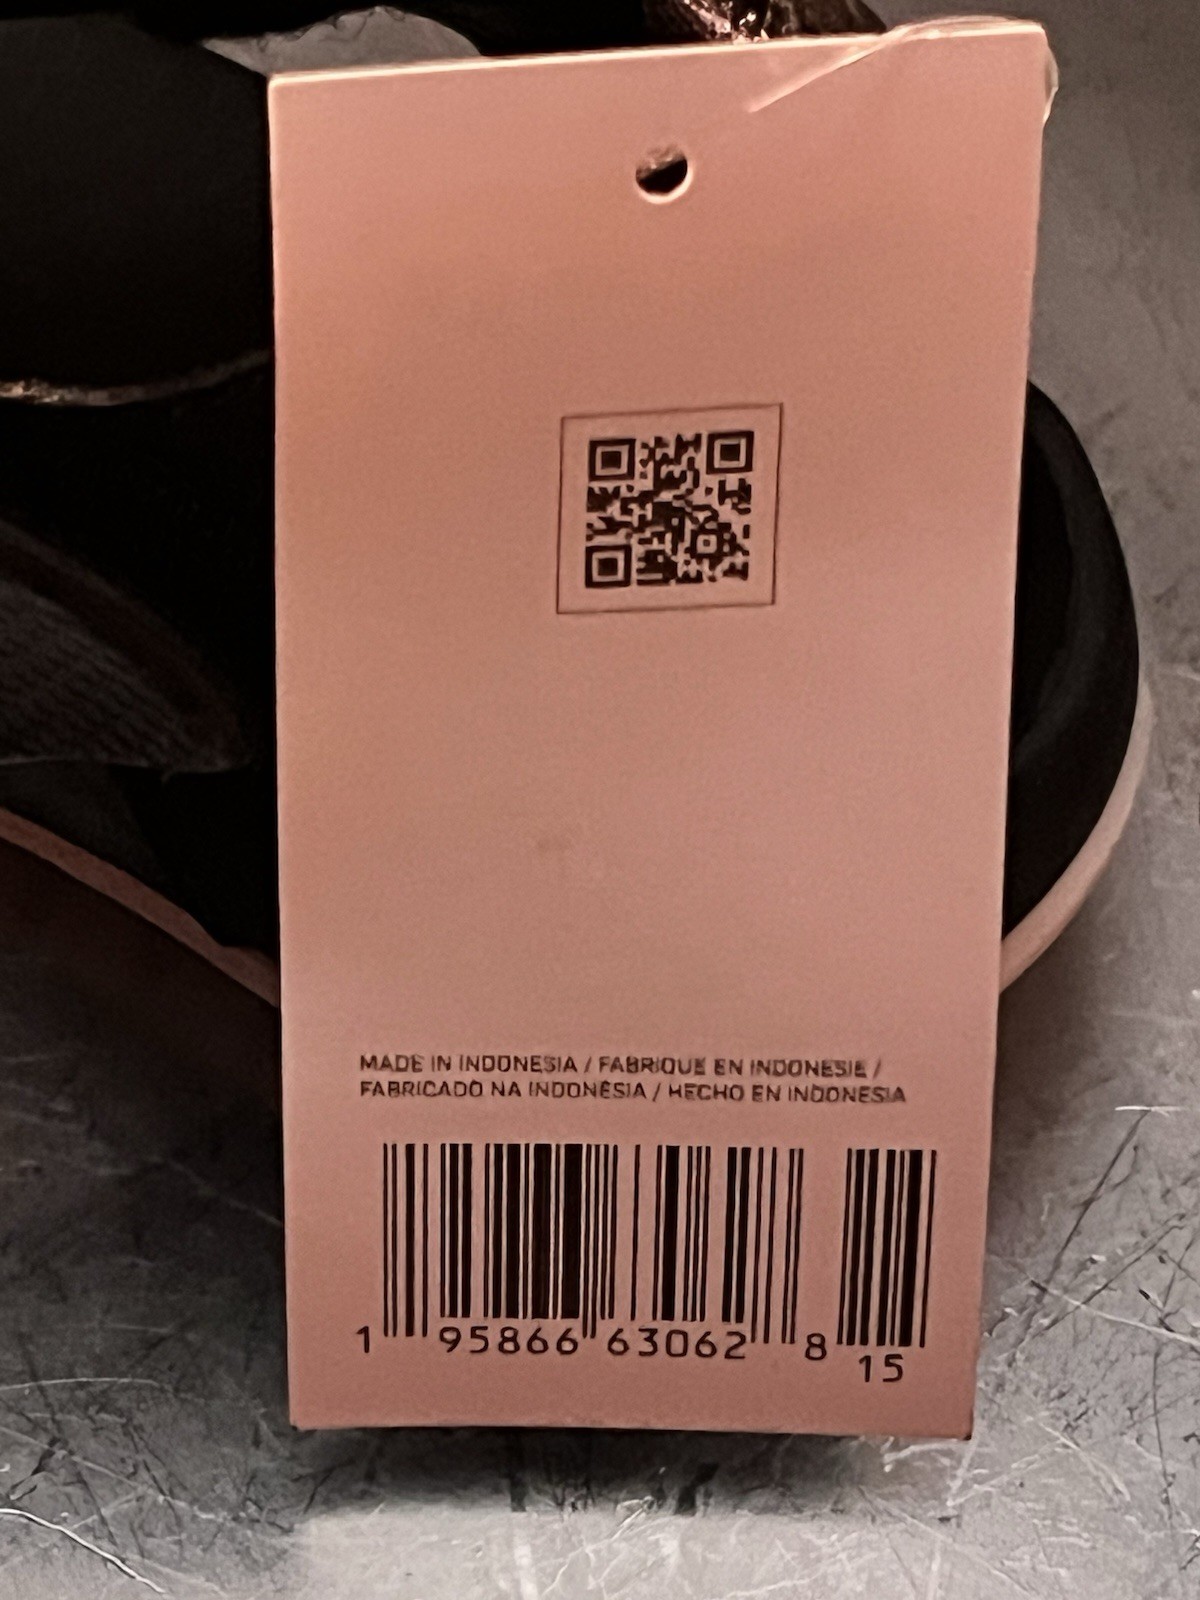 MADE IN INDONESIA / FABRIQUE EN INDONESIE /
FABRICADO NA INDONÉSIA / HECHO EN INDONESIA
1 95866 63062 8 15